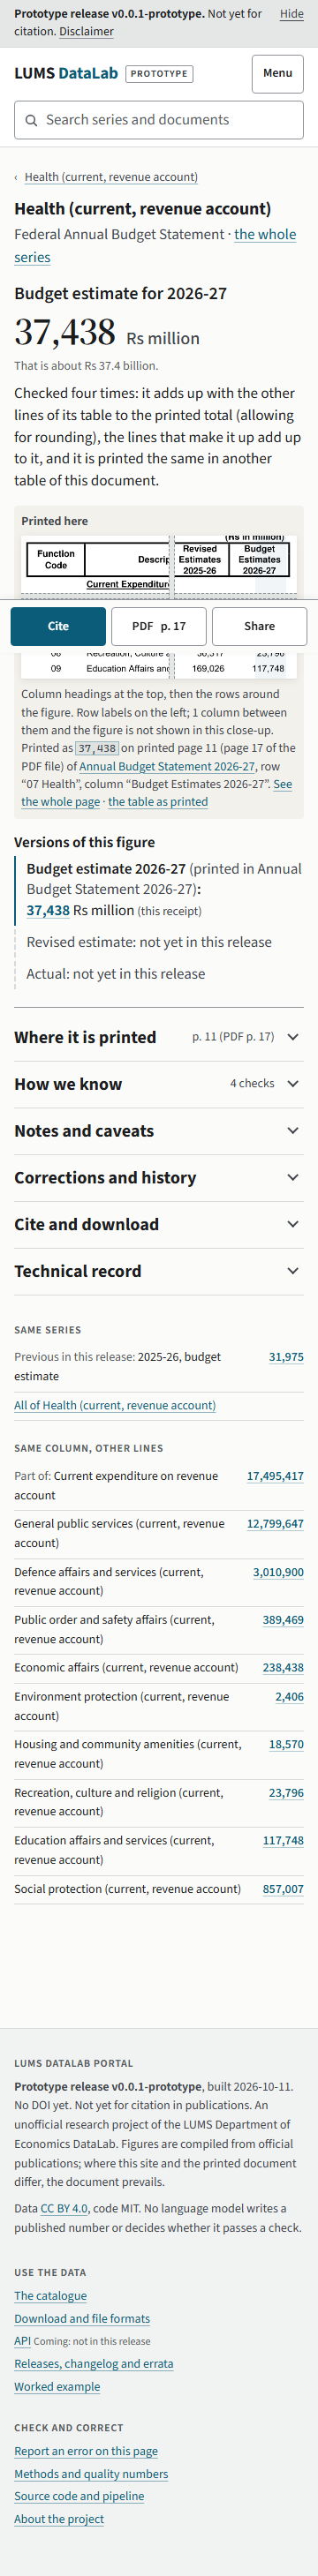 Prototype release v0.0.1-prototype. Not yet for citation. Disclaimer
Hide
LUMS DataLab PROTOTYPE
Menu
Search series and documents
‹ Health (current, revenue account)
Health (current, revenue account)
Federal Annual Budget Statement · the whole series
Budget estimate for 2026-27
37,438 Rs million
That is about Rs 37.4 billion.
Checked four times: it adds up with the other
lines of its table to the printed total (allowing
for rounding), the lines that make it up add up
to it, and it is printed the same in another
table of this document.
Printed here
(Rs in million)
Function Code
Descrip
Revised Estimates 2025-26
Budget Estimates 2026-27
Current Expenditur
Cite
PDF p. 17
Share
09 Education Affairs and 169,026 117,748
Column headings at the top, then the rows around
the figure. Row labels on the left; 1 column between
them and the figure is not shown in this close-up.
Printed as 37,438 on printed page 11 (page 17 of the
PDF file) of Annual Budget Statement 2026-27, row
“07 Health”, column “Budget Estimates 2026-27”. See
the whole page · the table as printed
Versions of this figure
Budget estimate 2026-27 (printed in Annual
Budget Statement 2026-27):
37,438 Rs million (this receipt)
Revised estimate: not yet in this release
Actual: not yet in this release
Where it is printed p. 11 (PDF p. 17)
How we know 4 checks
Notes and caveats
Corrections and history
Cite and download
Technical record
SAME SERIES
Previous in this release: 2025-26, budget estimate 31,975
All of Health (current, revenue account)
SAME COLUMN, OTHER LINES
Part of: Current expenditure on revenue account 17,495,417
General public services (current, revenue account) 12,799,647
Defence affairs and services (current, revenue account) 3,010,900
Public order and safety affairs (current, revenue account) 389,469
Economic affairs (current, revenue account) 238,438
Environment protection (current, revenue account) 2,406
Housing and community amenities (current, revenue account) 18,570
Recreation, culture and religion (current, revenue account) 23,796
Education affairs and services (current, revenue account) 117,748
Social protection (current, revenue account) 857,007
LUMS DATALAB PORTAL
Prototype release v0.0.1-prototype, built 2026-10-11.
No DOI yet. Not yet for citation in publications. An
unofficial research project of the LUMS Department of
Economics DataLab. Figures are compiled from official
publications; where this site and the printed document
differ, the document prevails.
Data CC BY 4.0, code MIT. No language model writes a
published number or decides whether it passes a check.
USE THE DATA
The catalogue
Download and file formats
API Coming: not in this release
Releases, changelog and errata
Worked example
CHECK AND CORRECT
Report an error on this page
Methods and quality numbers
Source code and pipeline
About the project